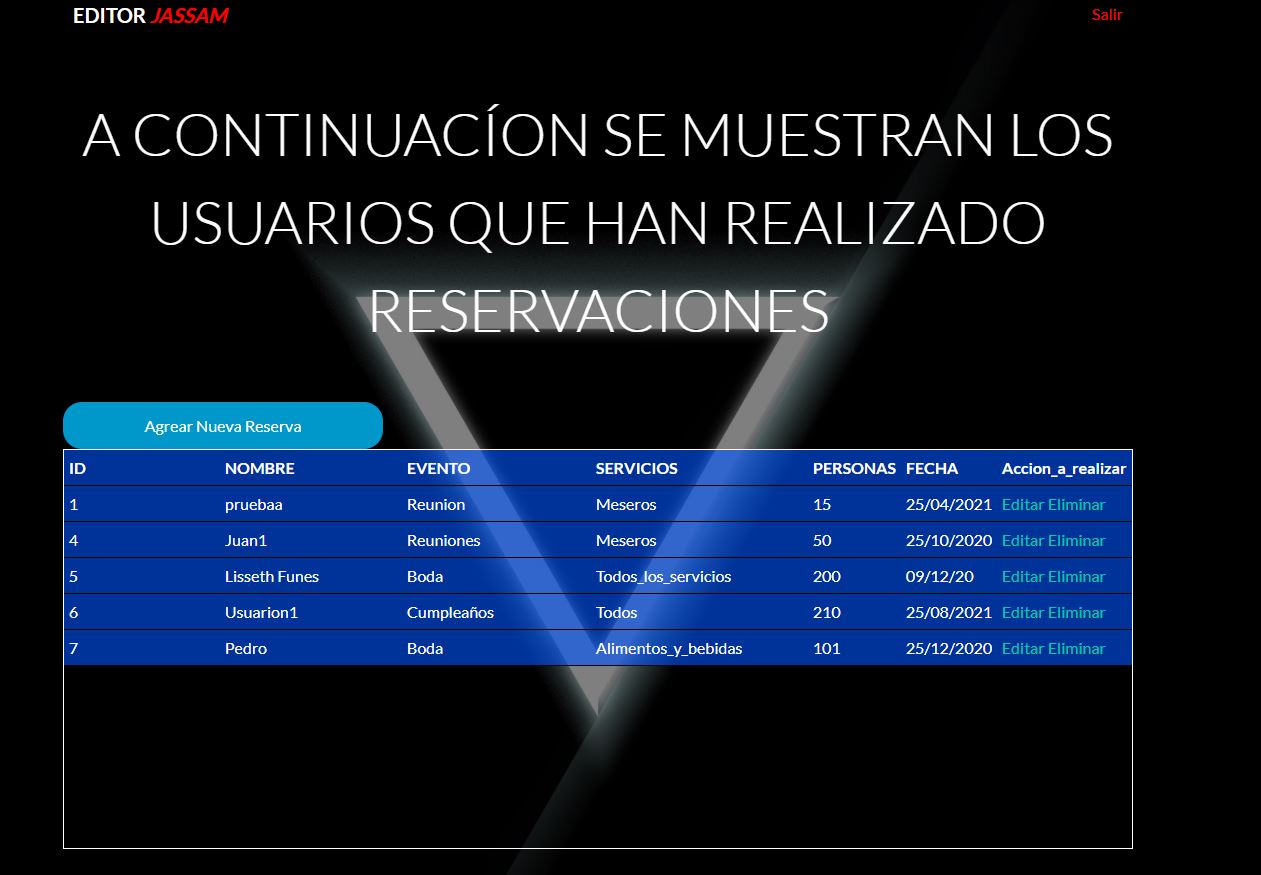 EDITOR JASSAM Salir
A CONTINUACÍON SE MUESTRAN LOS
USUARIOS QUE HAN REALIZADO
RESERVACIONES
Agrear Nueva Reserva
ID NOMBRE EVENTO SERVICIOS PERSONAS FECHA Accion_a_realizar
1 pruebaa Reunion Meseros 15 25/04/2021 Editar Eliminar
4 Juan1 Reuniones Meseros 50 25/10/2020 Editar Eliminar
5 Lisseth Funes Boda Todos_los_servicios 200 09/12/20 Editar Eliminar
6 Usuarion1 Cumpleaños Todos 210 25/08/2021 Editar Eliminar
7 Pedro Boda Alimentos_y_bebidas 101 25/12/2020 Editar Eliminar